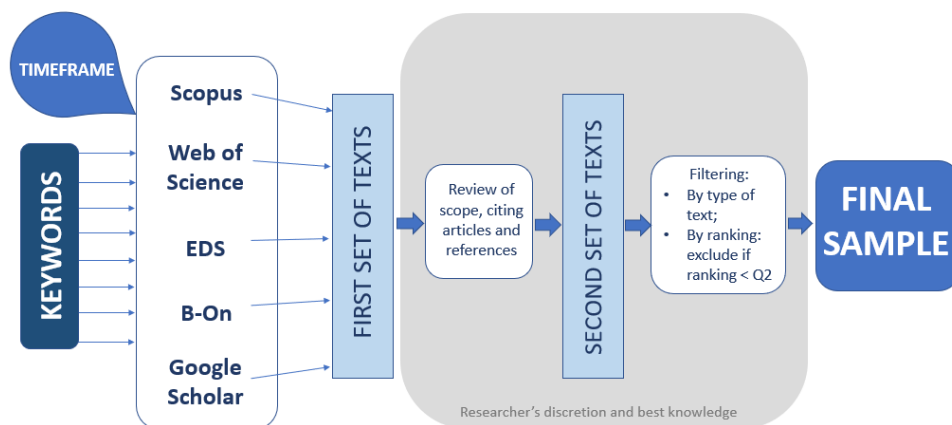 TIMEFRAME
KEYWORDS
Scopus
Web of
Science
EDS
B-On
Google
Scholar
FIRST SET OF TEXTS
Review of
scope, citing
articles and
references
SECOND SET OF TEXTS
Filtering:
• By type of
text;
• By ranking:
exclude if
ranking < Q2
FINAL
SAMPLE
Researcher's discretion and best knowledge